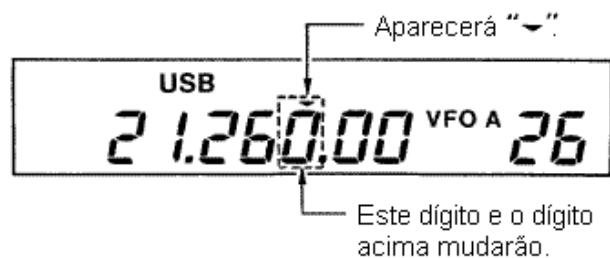 Aparecerá “⏷”.
USB
21.260.00 VFO A 26
Este dígito e o dígito
acima mudarão.